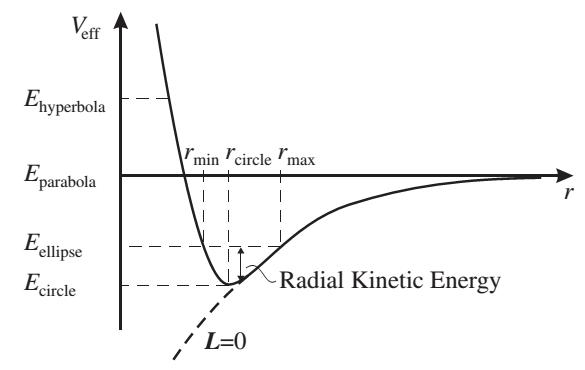 V_eff
E_hyperbola
r_min r_circle r_max
E_parabola
r
E_ellipse
Radial Kinetic Energy
E_circle
L=0